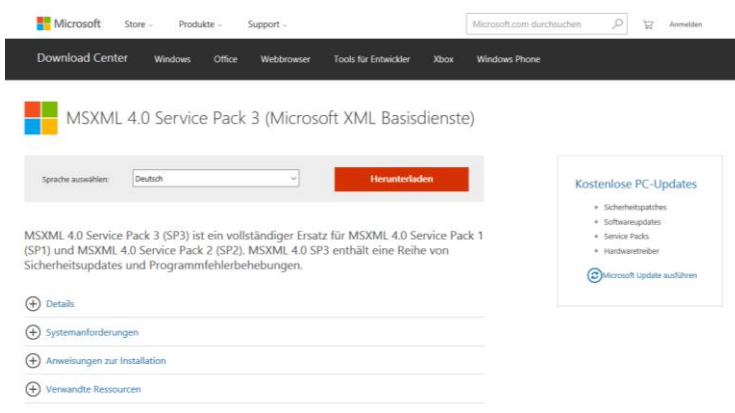 Microsoft Store Produkte Support Microsoft.com durchsuchen Anmelden
Download Center Windows Office Webbrowser Tools für Entwickler Xbox Windows Phone
MSXML 4.0 Service Pack 3 (Microsoft XML Basisdienste)
Sprache auswählen: Deutsch Herunterladen
MSXML 4.0 Service Pack 3 (SP3) ist ein vollständiger Ersatz für MSXML 4.0 Service Pack 1
(SP1) und MSXML 4.0 Service Pack 2 (SP2). MSXML 4.0 SP3 enthält eine Reihe von
Sicherheitsupdates und Programmfehlerbehebungen.
Details
Systemanforderungen
Anweisungen zur Installation
Verwandte Ressourcen
Kostenlose PC-Updates
Sicherheitspatches
Softwareupdates
Service Packs
Hardwaretreiber
Microsoft Update ausführen